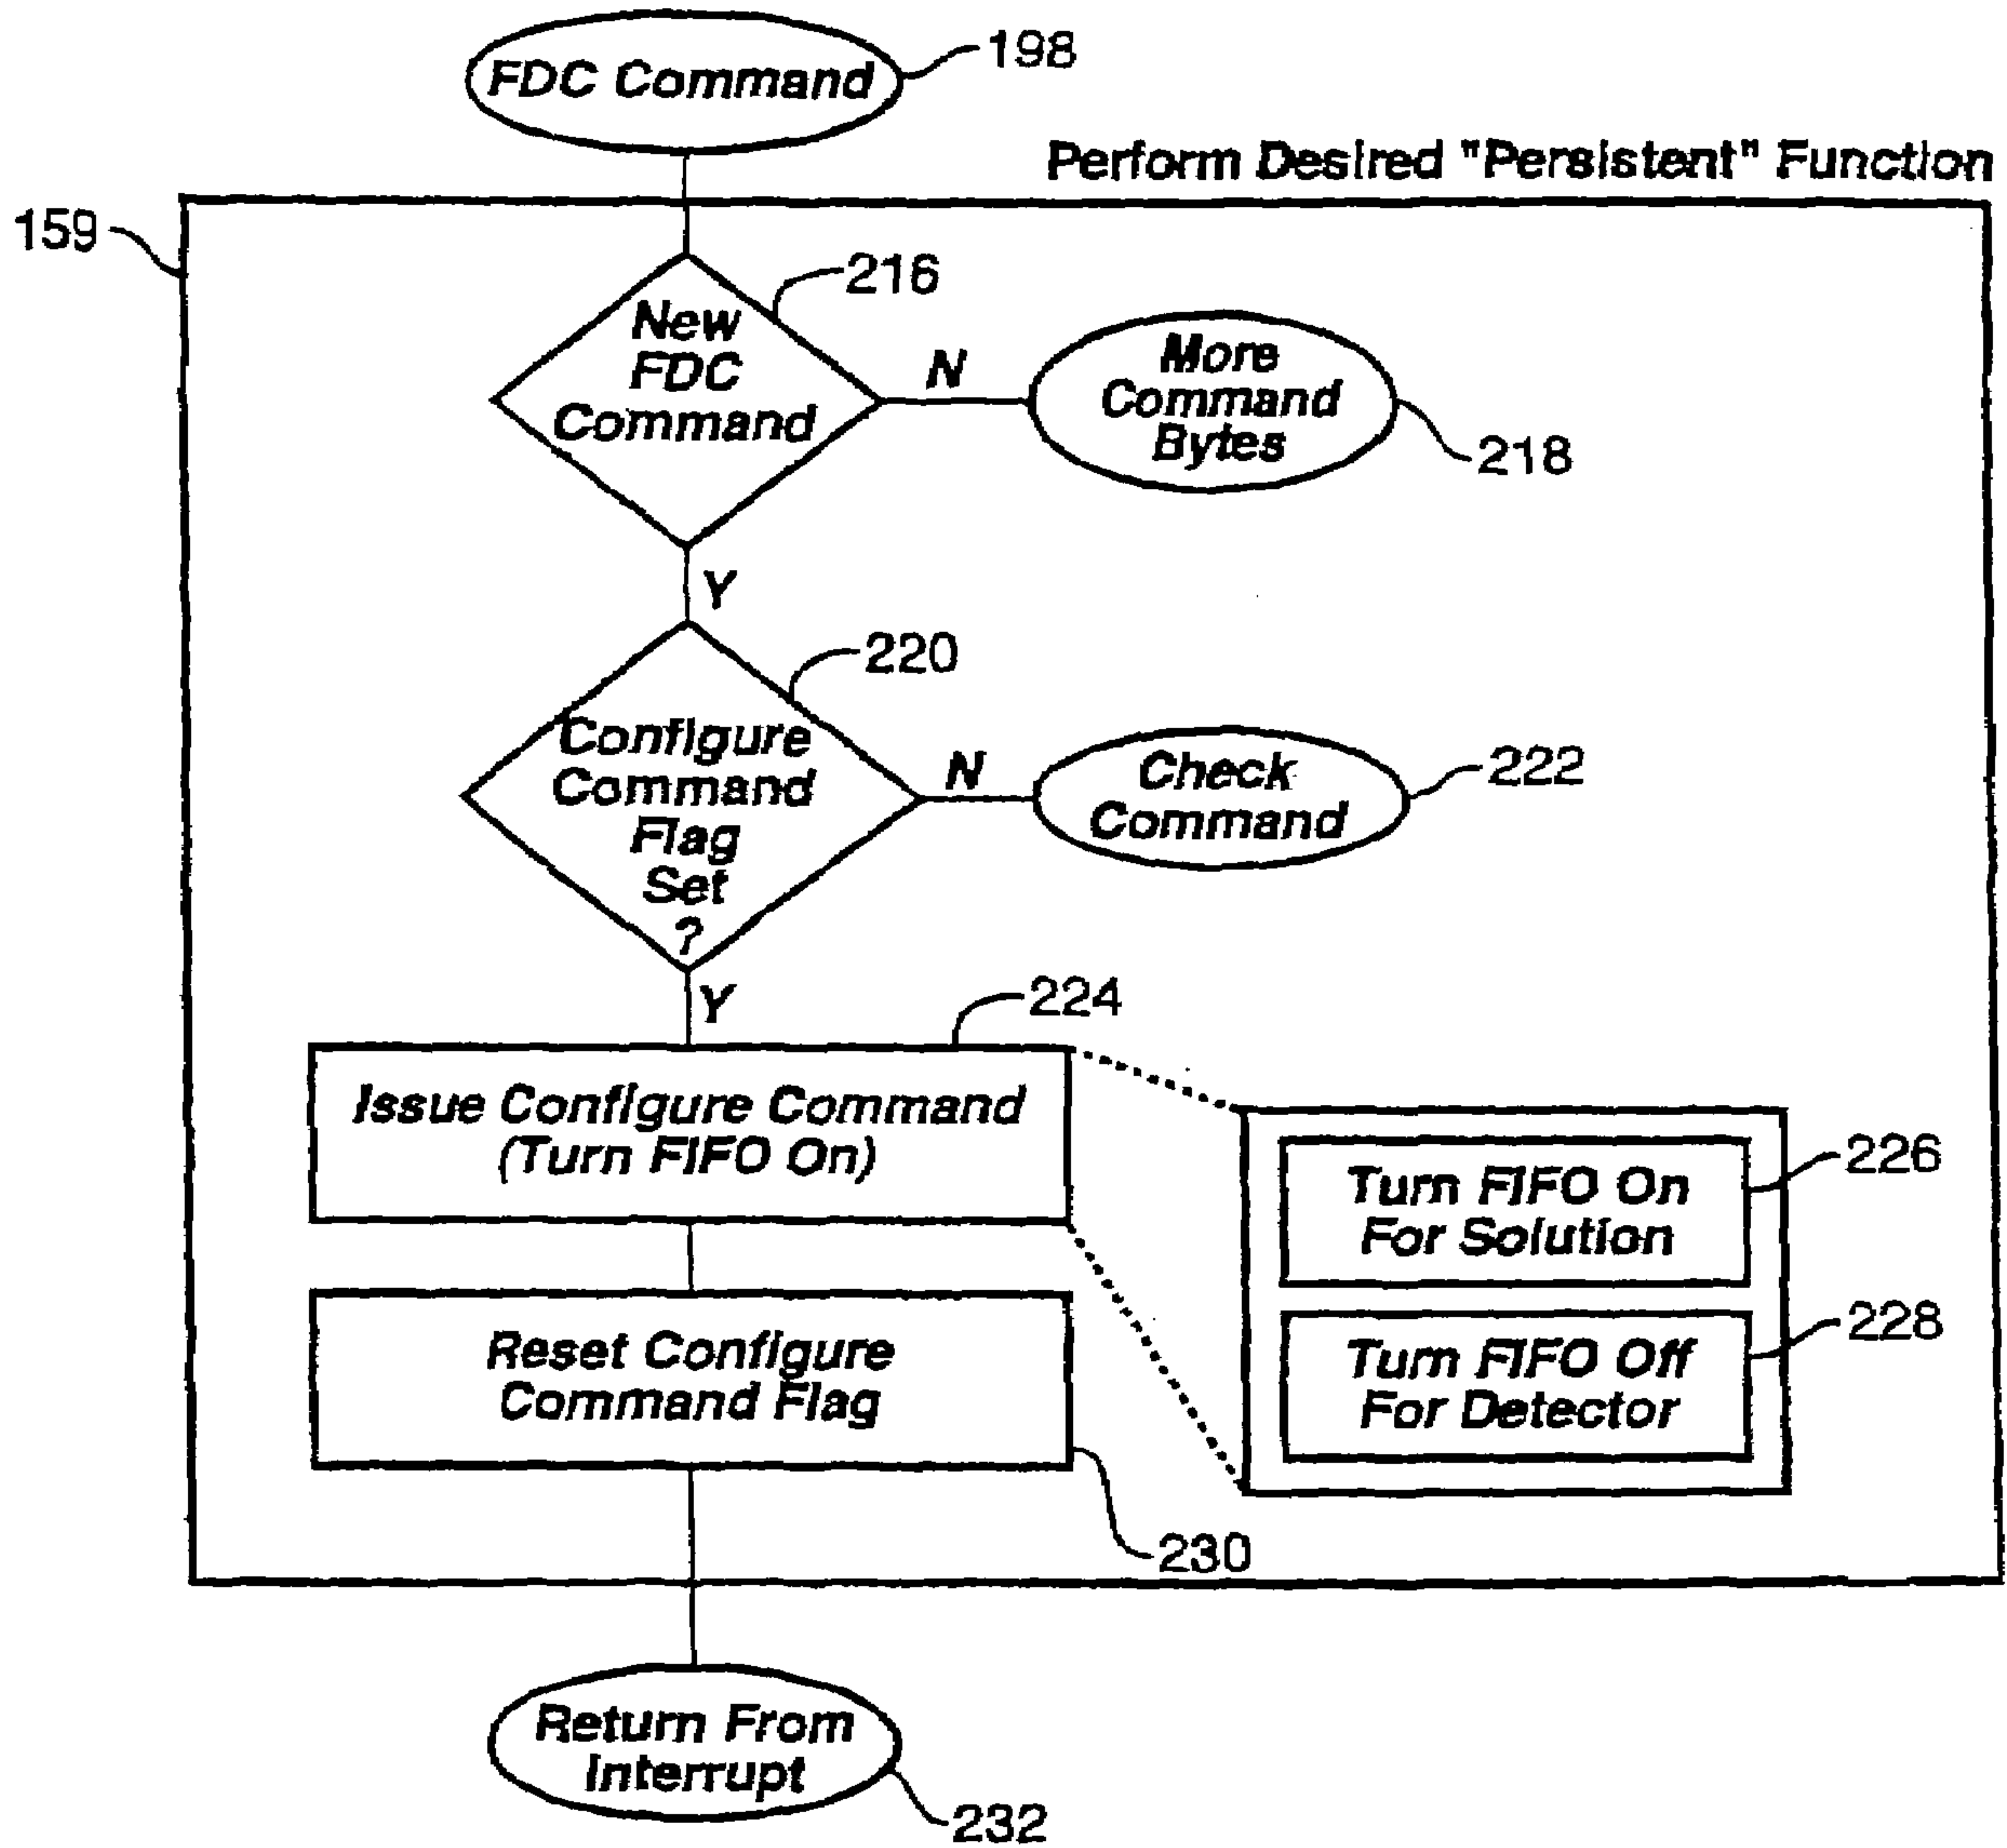 FDC Command
198
Perform Desired "Persistent" Function
159
216
New
FDC
Command
N
More
Command
Bytes
218
Y
220
Configure
Command
Flag
Set
?
N
Check
Command
222
Y
224
Issue Configure Command
(Turn FIFO On)
Turn FIFO On
For Solution
226
Turn FIFO Off
For Detector
228
Reset Configure
Command Flag
230
Return From
Interrupt
232